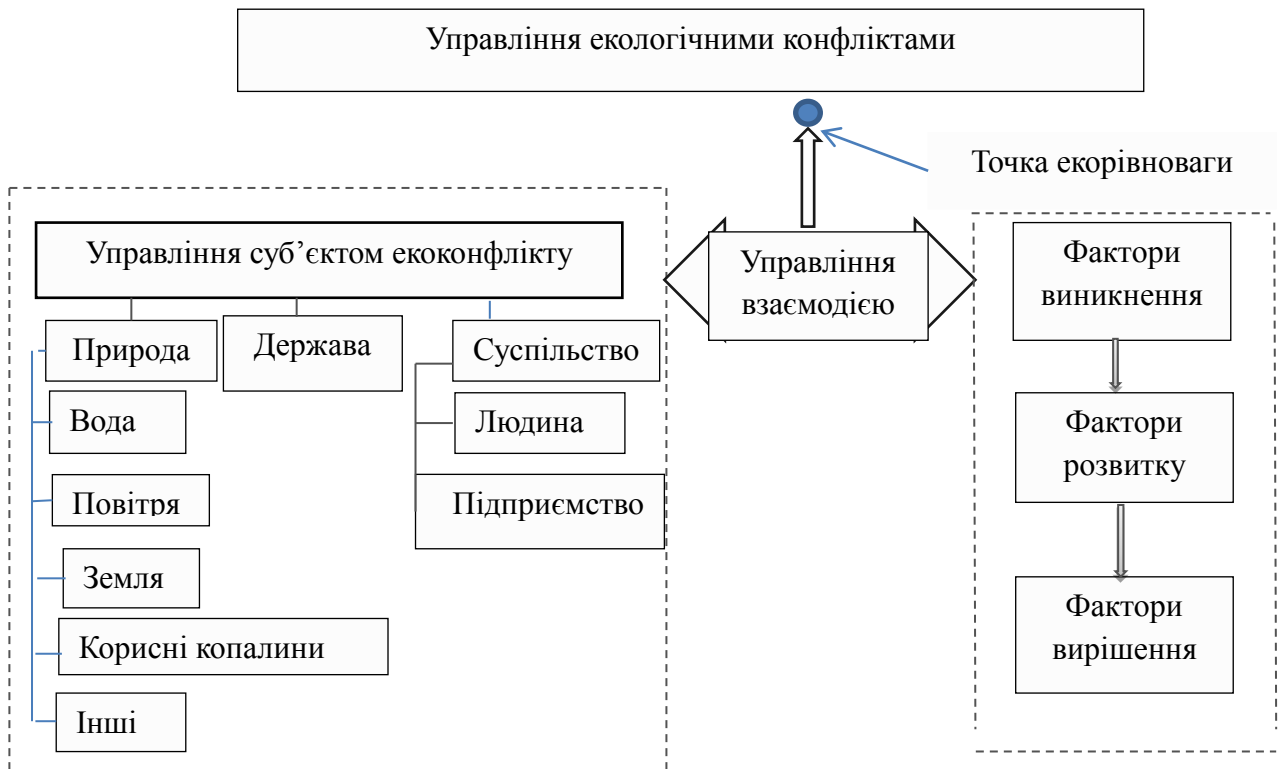 Управління екологічними конфліктами
Точка екорівноваги
Управління суб’єктом екоконфлікту
Природа
Держава
Суспільство
Вода
Людина
Повітря
Підприємство
Земля
Корисні копалини
Інші
Управління
взаємодією
Фактори
виникнення
Фактори
розвитку
Фактори
вирішення